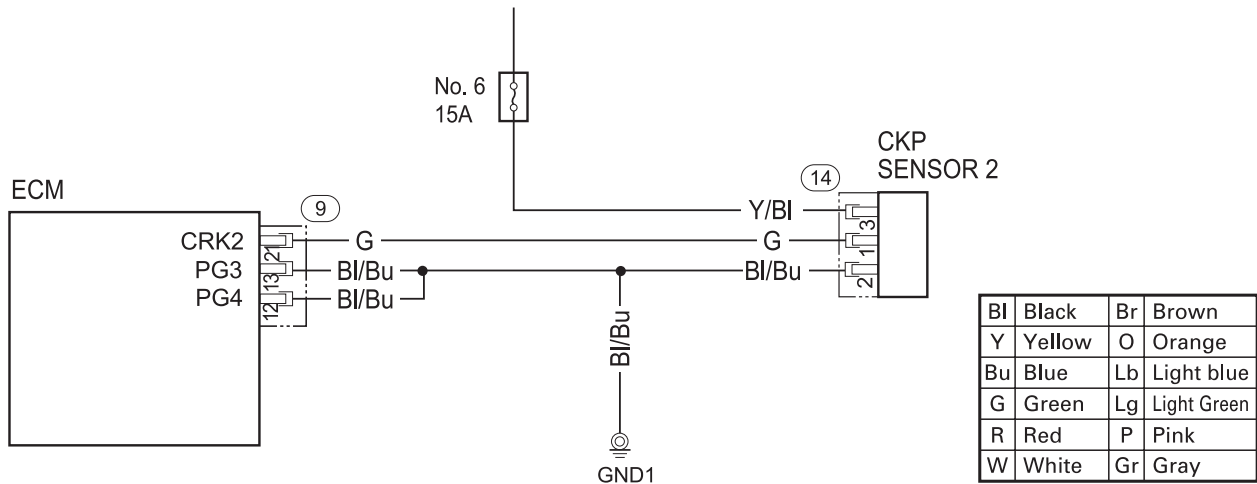 No. 6
15A
CKP
SENSOR 2
14
ECM
9
Y/Bl
3
CRK2
21
G
G
1
PG3
13
Bl/Bu
Bl/Bu
2
PG4
12
Bl/Bu
Bl/Bu
GND1
Bl Black Br Brown
Y Yellow O Orange
Bu Blue Lb Light blue
G Green Lg Light Green
R Red P Pink
W White Gr Gray